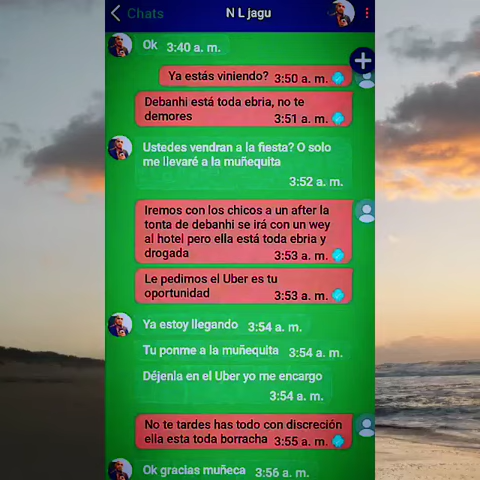 Chats
N L jagu
Ok 3:40 a. m.
Ya estás viniendo? 3:50 a. m.
Debanhi está toda ebria, no te
demores 3:51 a. m.
Ustedes vendran a la fiesta? O solo
me llevaré a la muñequita
3:52 a. m.
Iremos con los chicos a un after la
tonta de debanhi se irá con un wey
al hotel pero ella está toda ebria y
drogada 3:53 a. m.
Le pedimos el Uber es tu
oportunidad 3:53 a. m.
Ya estoy llegando 3:54 a. m.
Tu ponme a la muñequita 3:54 a. m.
Déjenla en el Uber yo me encargo
3:54 a. m.
No te tardes has todo con discreción
ella esta toda borracha 3:55 a. m.
Ok gracias muñeca 3:56 a. m.